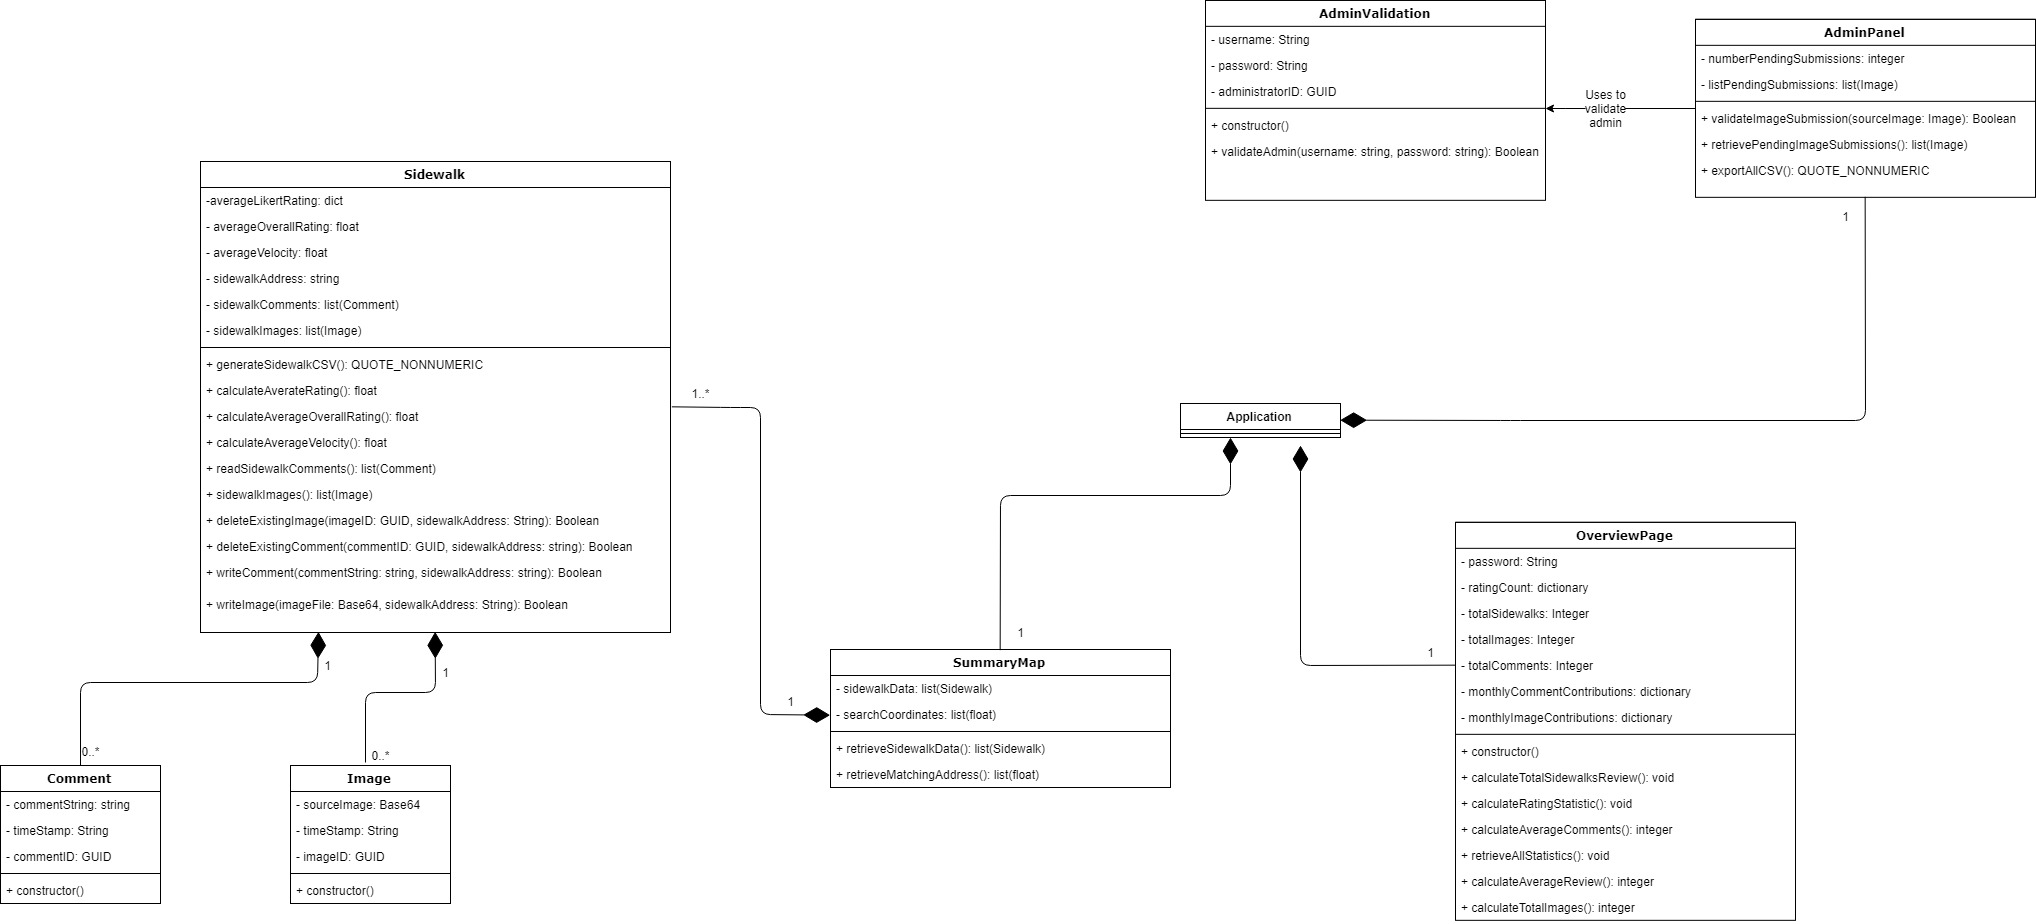 AdminValidation
- username: String
- password: String
- administratorID: GUID
+ constructor()
+ validateAdmin(username: string, password: string): Boolean
Uses to
validate
admin
AdminPanel
- numberPendingSubmissions: integer
- listPendingSubmissions: list(Image)
+ validateImageSubmission(sourceImage: Image): Boolean
+ retrievePendingImageSubmissions(): list(Image)
+ exportAllCSV(): QUOTE_NONNUMERIC
1
Sidewalk
-averageLikertRating: dict
- averageOverallRating: float
- averageVelocity: float
- sidewalkAddress: string
- sidewalkComments: list(Comment)
- sidewalkImages: list(Image)
+ generateSidewalkCSV(): QUOTE_NONNUMERIC
+ calculateAverateRating(): float
+ calculateAverageOverallRating(): float
+ calculateAverageVelocity(): float
+ readSidewalkComments(): list(Comment)
+ sidewalkImages(): list(Image)
+ deleteExistingImage(imageID: GUID, sidewalkAddress: String): Boolean
+ deleteExistingComment(commentID: GUID, sidewalkAddress: string): Boolean
+ writeComment(commentString: string, sidewalkAddress: string): Boolean
+ writeImage(imageFile: Base64, sidewalkAddress: String): Boolean
1..*
1
1
0..*
0..*
Application
1
1
1
SummaryMap
- sidewalkData: list(Sidewalk)
- searchCoordinates: list(float)
+ retrieveSidewalkData(): list(Sidewalk)
+ retrieveMatchingAddress(): list(float)
OverviewPage
- password: String
- ratingCount: dictionary
- totalSidewalks: Integer
- totalImages: Integer
- totalComments: Integer
- monthlyCommentContributions: dictionary
- monthlyImageContributions: dictionary
+ constructor()
+ calculateTotalSidewalksReview(): void
+ calculateRatingStatistic(): void
+ calculateAverageComments(): integer
+ retrieveAllStatistics(): void
+ calculateAverageReview(): integer
+ calculateTotalImages(): integer
Comment
- commentString: string
- timeStamp: String
- commentID: GUID
+ constructor()
Image
- sourceImage: Base64
- timeStamp: String
- imageID: GUID
+ constructor()